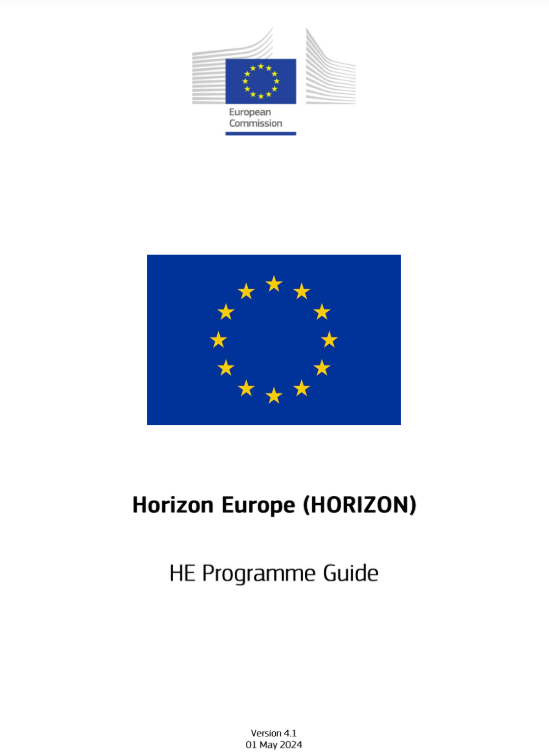 European
Commission
Horizon Europe (HORIZON)
HE Programme Guide
Version 4.1
01 May 2024